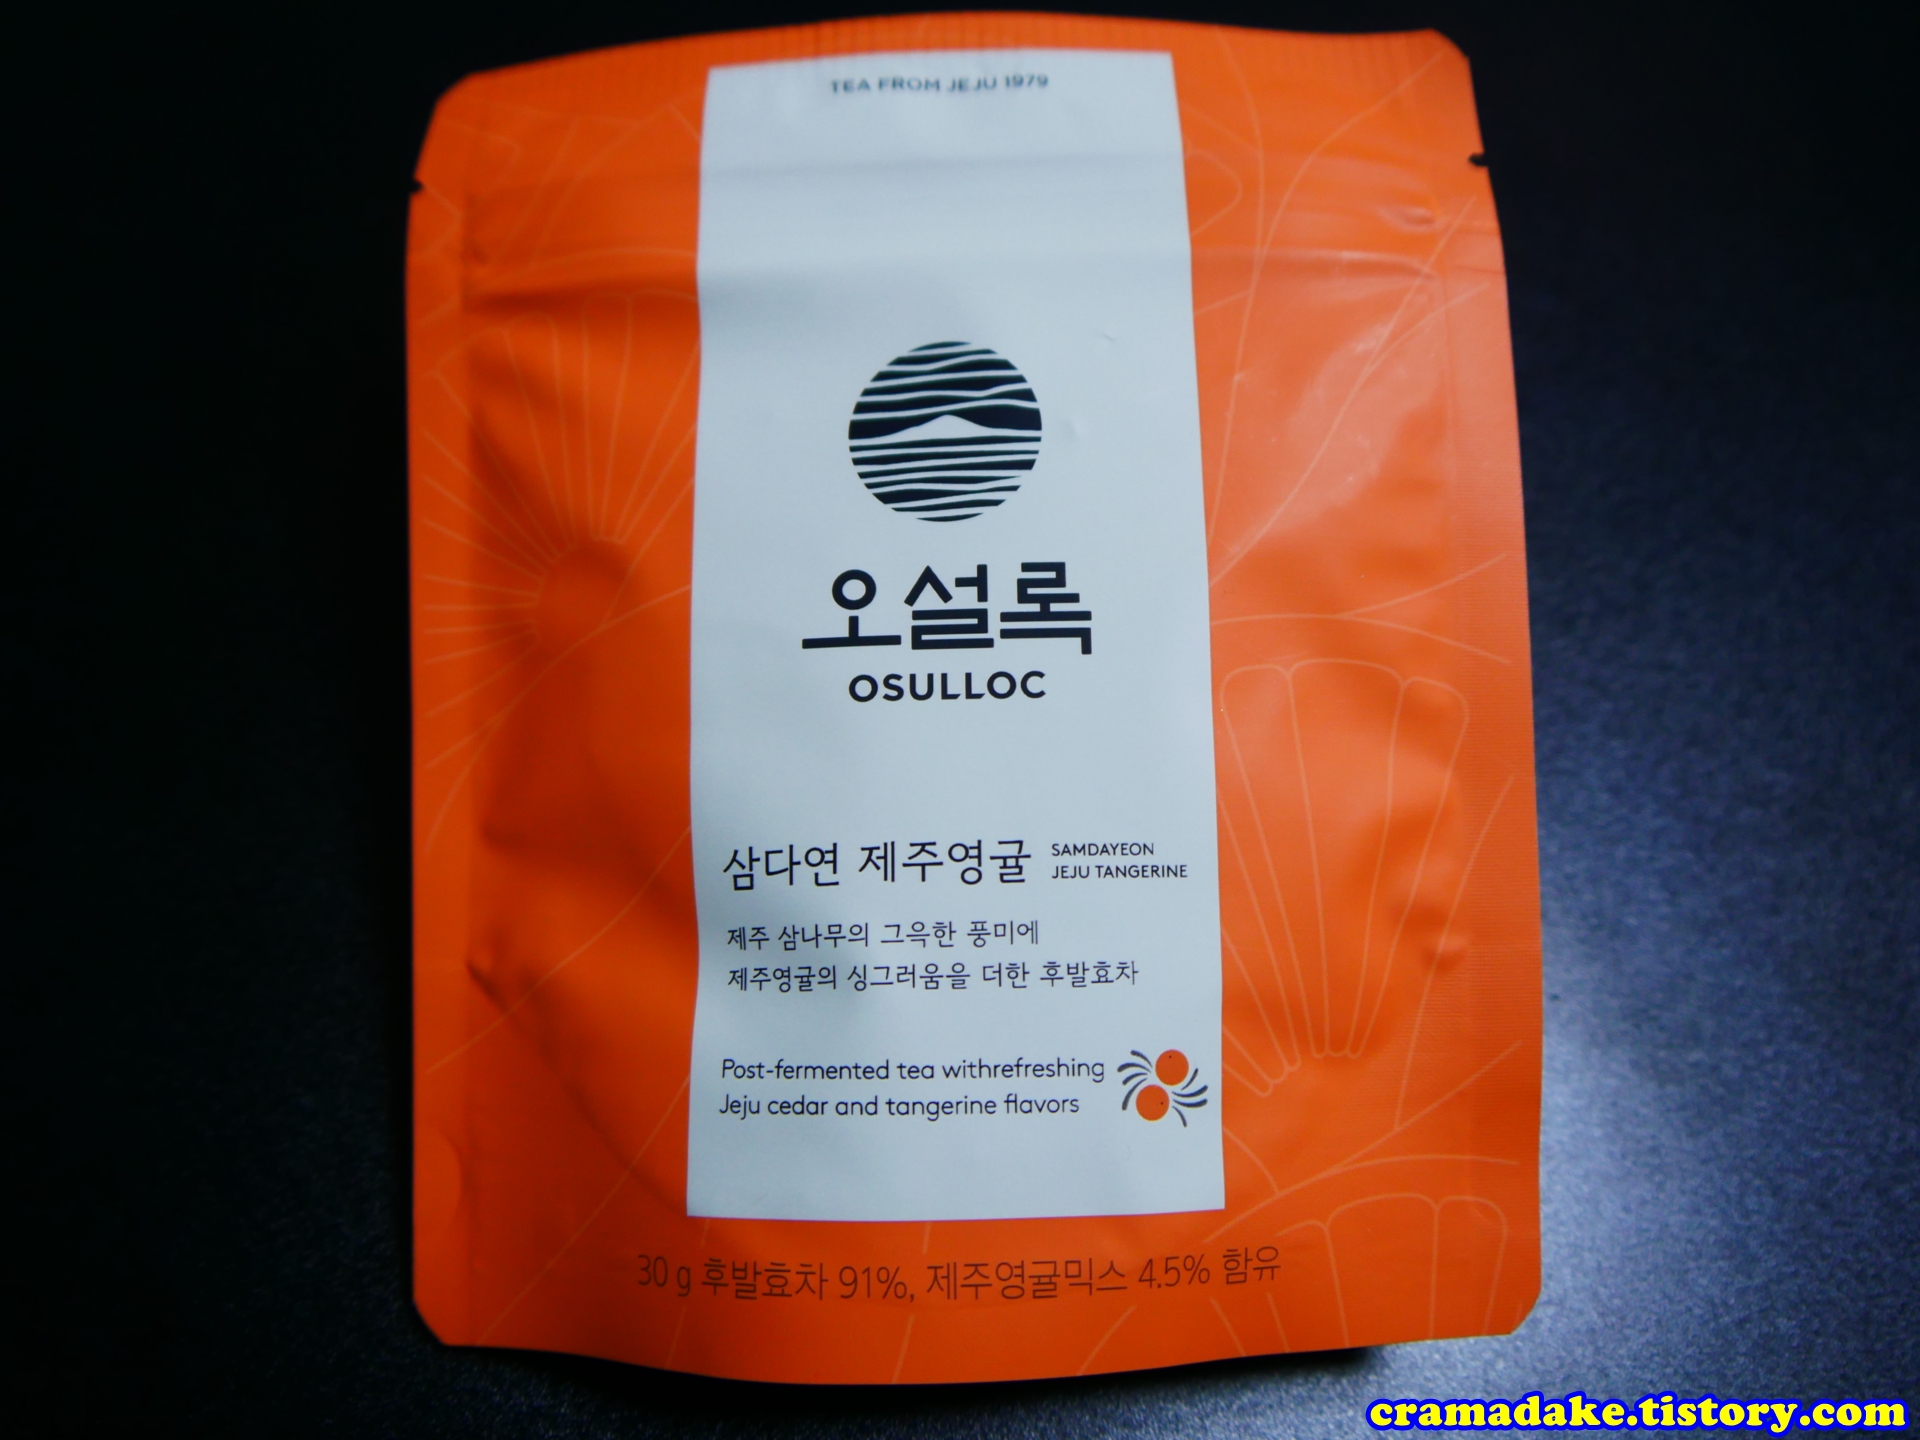 TEA FROM JEJU 1979
오설록
OSULLOC
삼다연 제주영귤 SAMDAYEON
JEJU TANGERINE
제주 삼나무의 그윽한 풍미에
제주영귤의 싱그러움을 더한 후발효차
Post-fermented tea withrefreshing
Jeju cedar and tangerine flavors
30 g 후발효차 91%, 제주영귤믹스 4.5% 함유
cramadake.tistory.com